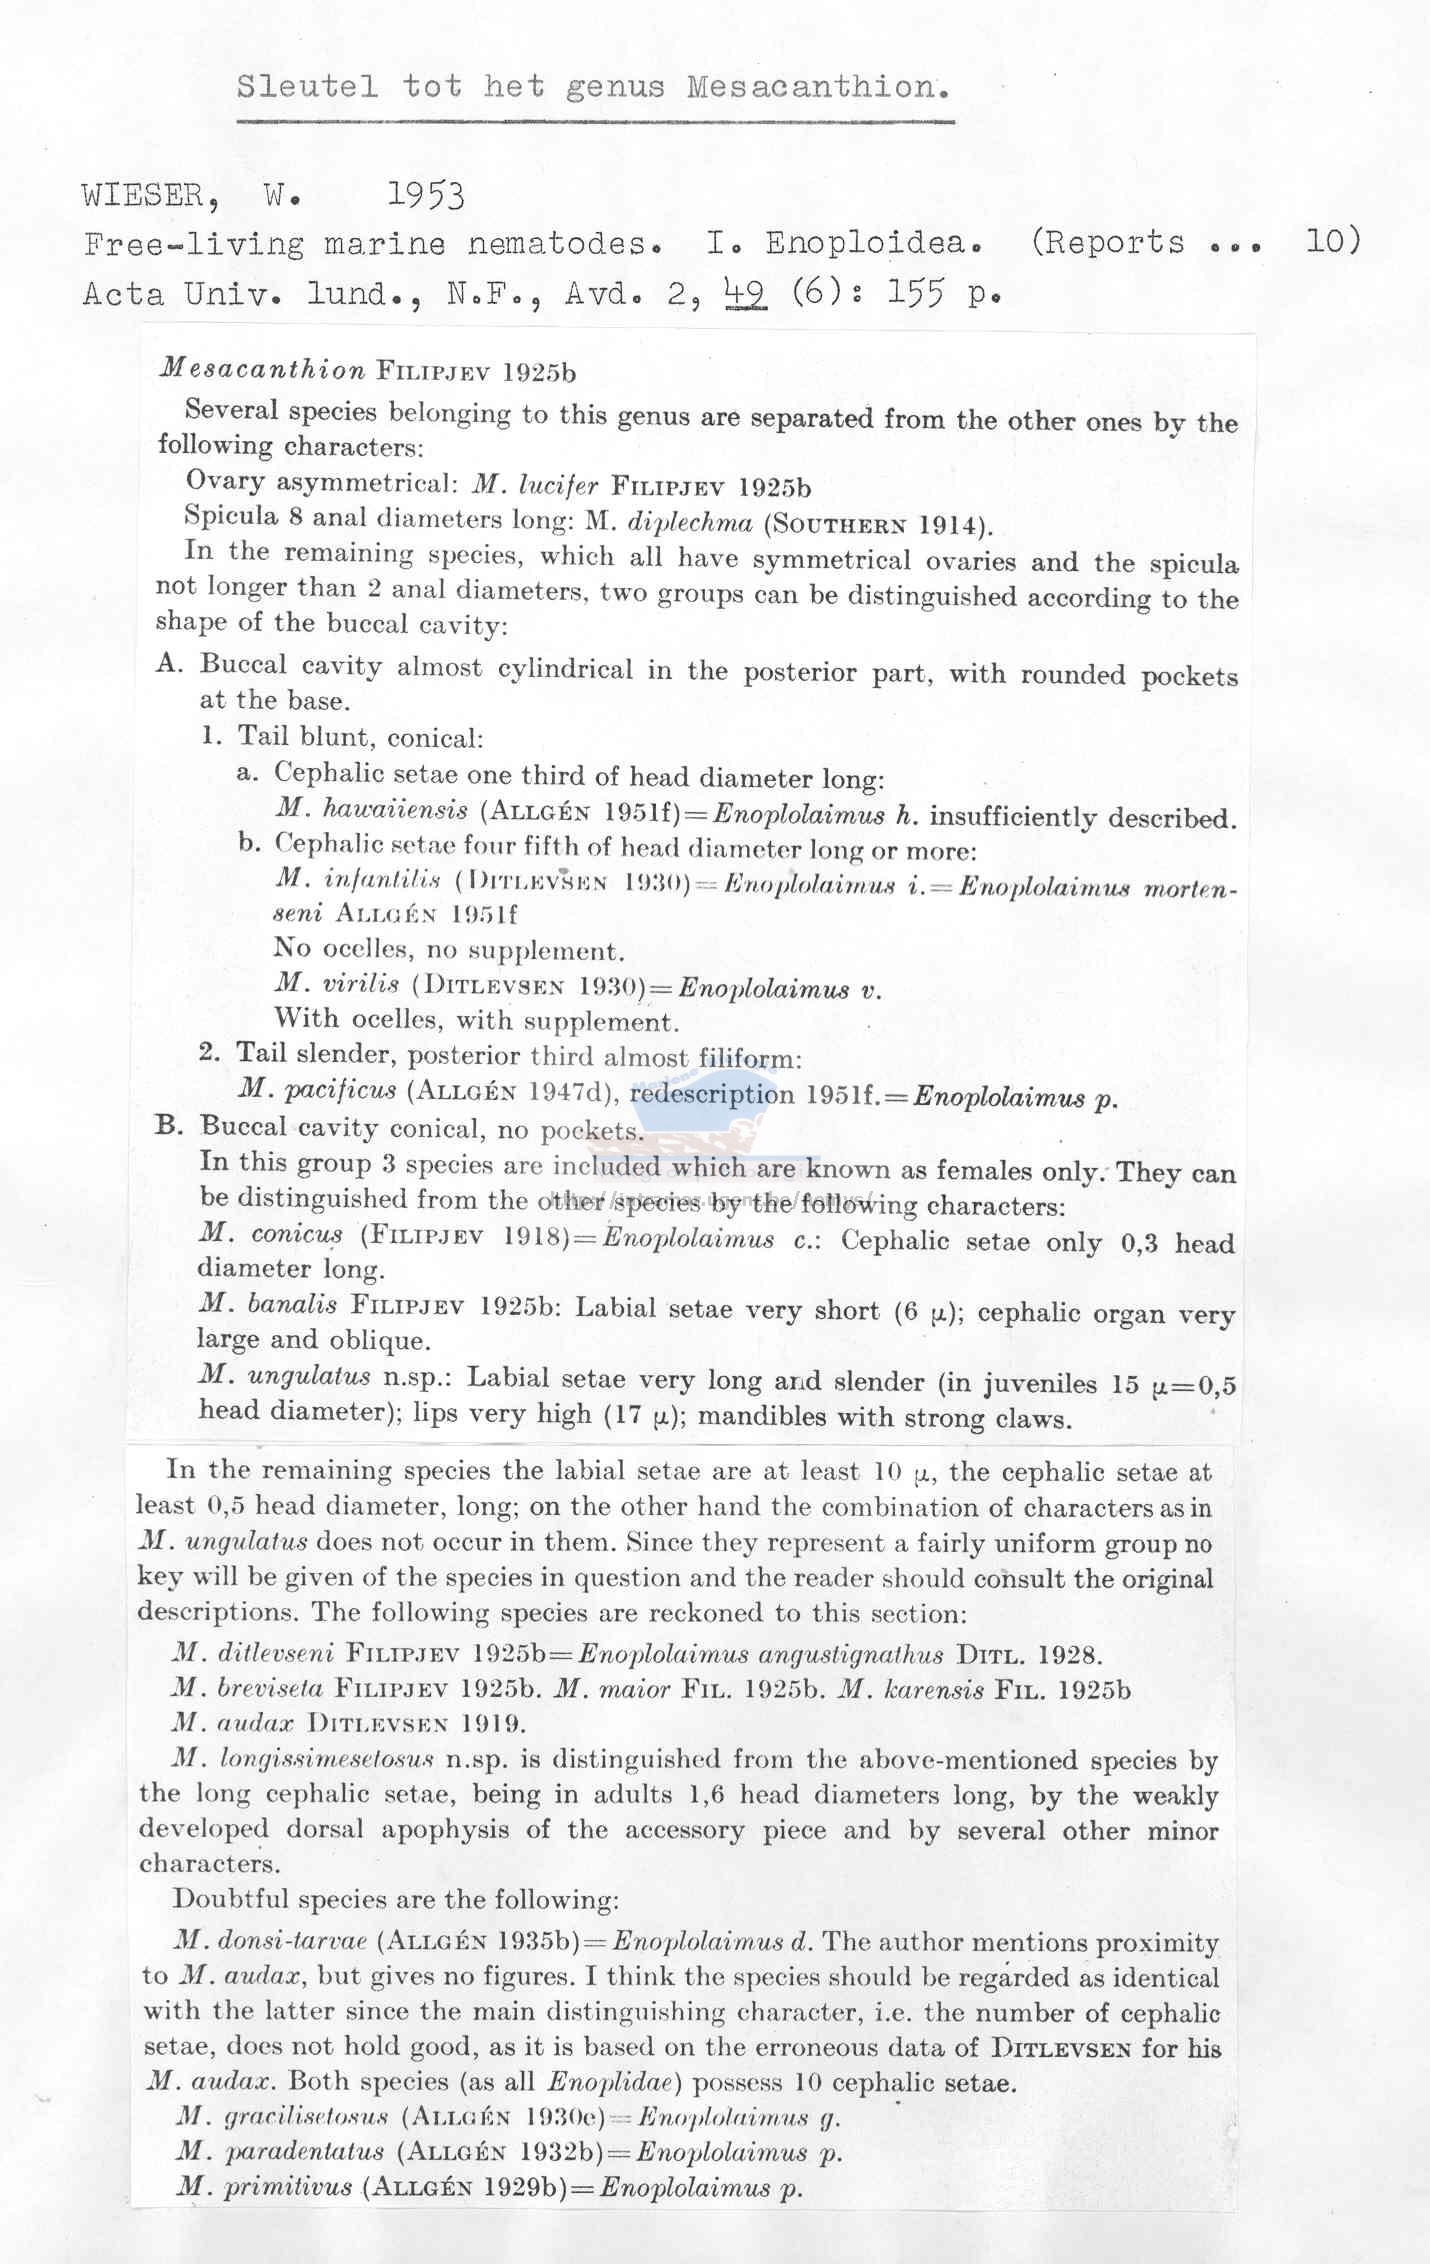 Sleutel tot het genus Mesacanthion.
WIESER, W. 1953
Free-living marine nematodes. I. Enoploidea. (Reports ... 10)
Acta Univ. lund., N.F., Avd. 2, 49 (6): 155 p.
Mesacanthion FILIPJEV 1925b
Several species belonging to this genus are separated from the other ones by the
following characters:
Ovary asymmetrical: M. lucifer FILIPJEV 1925b
Spicula 8 anal diameters long: M. diplechma (SOUTHERN 1914).
In the remaining species, which all have symmetrical ovaries and the spicula
not longer than 2 anal diameters, two groups can be distinguished according to the
shape of the buccal cavity:
A. Buccal cavity almost cylindrical in the posterior part, with rounded pockets
at the base.
1. Tail blunt, conical:
a. Cephalic setae one third of head diameter long:
M. hawaiiensis (ALLGÉN 1951f)=Enoplolaimus h. insufficiently described.
b. Cephalic setae four fifth of head diameter long or more:
M. infantilis (DITLEVSEN 1930)=Enoplolaimus i.=Enoplolaimus morten-
seni ALLGÉN 1951f
No ocelles, no supplement.
M. virilis (DITLEVSEN 1930)=Enoplolaimus v.
With ocelles, with supplement.
2. Tail slender, posterior third almost filiform:
M. pacificus (ALLGÉN 1947d), redescription 1951f.=Enoplolaimus p.
B. Buccal cavity conical, no pockets.
In this group 3 species are included which are known as females only. They can
be distinguished from the other species by the following characters:
M. conicus (FILIPJEV 1918)=Enoplolaimus c.: Cephalic setae only 0,3 head
diameter long.
M. banalis FILIPJEV 1925b: Labial setae very short (6 μ); cephalic organ very
large and oblique.
M. ungulatus n.sp.: Labial setae very long and slender (in juveniles 15 μ=0,5
head diameter); lips very high (17 μ); mandibles with strong claws.
In the remaining species the labial setae are at least 10 μ, the cephalic setae at
least 0,5 head diameter, long; on the other hand the combination of characters as in
M. ungulatus does not occur in them. Since they represent a fairly uniform group no
key will be given of the species in question and the reader should consult the original
descriptions. The following species are reckoned to this section:
M. ditlevseni FILIPJEV 1925b=Enoplolaimus angustignathus DITL. 1928.
M. breviseta FILIPJEV 1925b. M. maior FIL. 1925b. M. karensis FIL. 1925b
M. audax DITLEVSEN 1919.
M. longissimesetosus n.sp. is distinguished from the above-mentioned species by
the long cephalic setae, being in adults 1,6 head diameters long, by the weakly
developed dorsal apophysis of the accessory piece and by several other minor
characters.
Doubtful species are the following:
M. donsi-tarvae (ALLGÉN 1935b)=Enoplolaimus d. The author mentions proximity
to M. audax, but gives no figures. I think the species should be regarded as identical
with the latter since the main distinguishing character, i.e. the number of cephalic
setae, does not hold good, as it is based on the erroneous data of DITLEVSEN for his
M. audax. Both species (as all Enoplidae) possess 10 cephalic setae.
M. gracilisetosus (ALLGÉN 1930e)=Enoplolaimus g.
M. paradentatus (ALLGÉN 1932b)=Enoplolaimus p.
M. primitivus (ALLGÉN 1929b)=Enoplolaimus p.